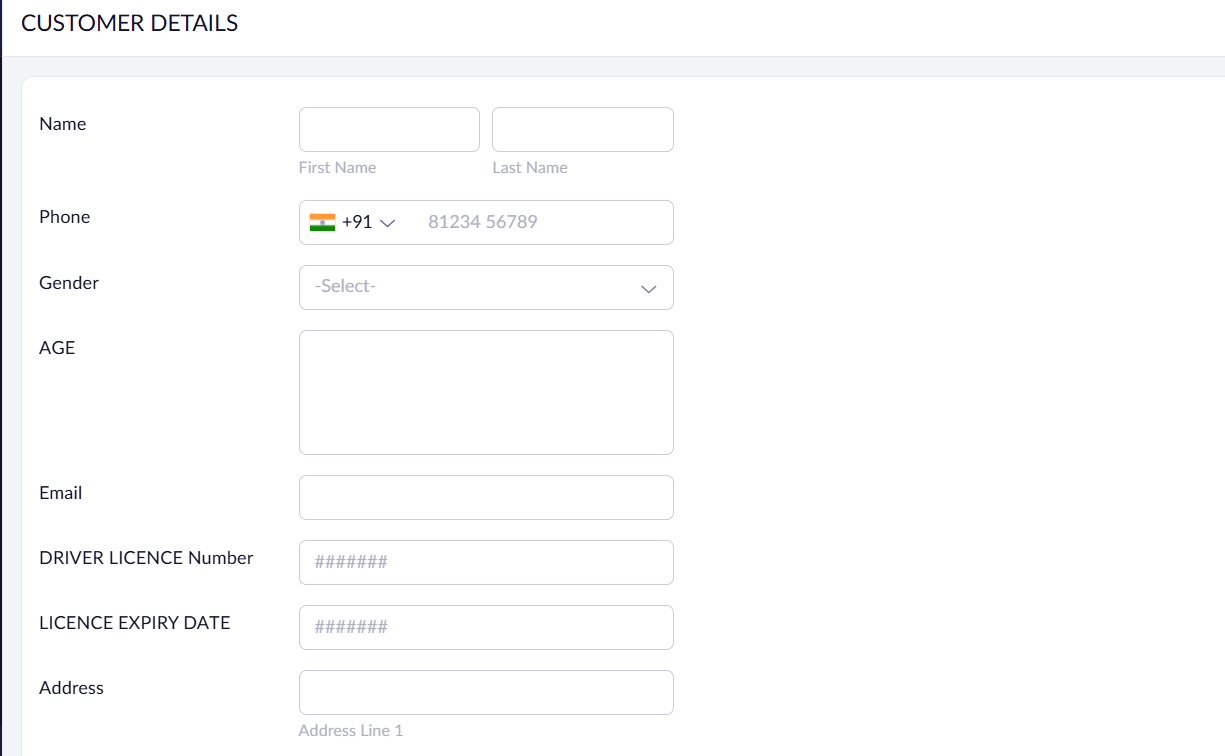 CUSTOMER DETAILS
Name
First Name Last Name
Phone +91 81234 56789
Gender -Select-
AGE
Email
DRIVER LICENCE Number #######
LICENCE EXPIRY DATE #######
Address
Address Line 1